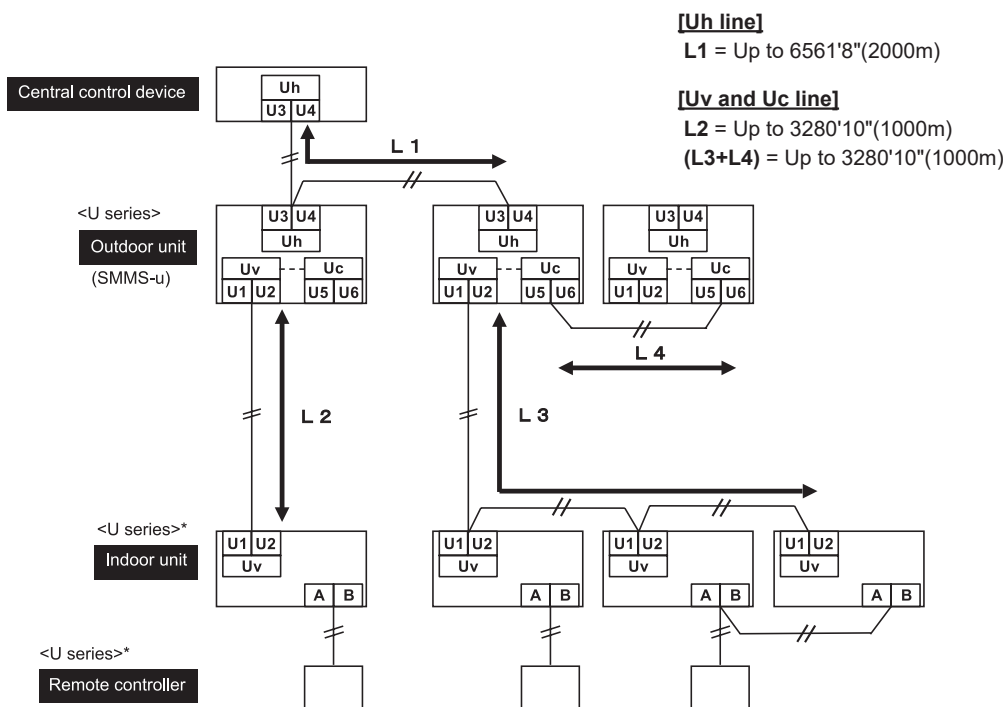 [Uh line]
L1 = Up to 6561'8"(2000m)
[Uv and Uc line]
L2 = Up to 3280'10"(1000m)
(L3+L4) = Up to 3280'10"(1000m)
Central control device
Uh
U3 U4
L 1
<U series>
Outdoor unit
(SMMS-u)
U3 U4
Uh
Uv Uc
U1 U2 U5 U6
U3 U4
Uh
Uv Uc
U1 U2 U5 U6
U3 U4
Uh
Uv Uc
U1 U2 U5 U6
L 4
L 2
L 3
<U series>*
Indoor unit
U1 U2
Uv
A B
U1 U2
Uv
A B
U1 U2
Uv
A B
U1 U2
Uv
A B
<U series>*
Remote controller